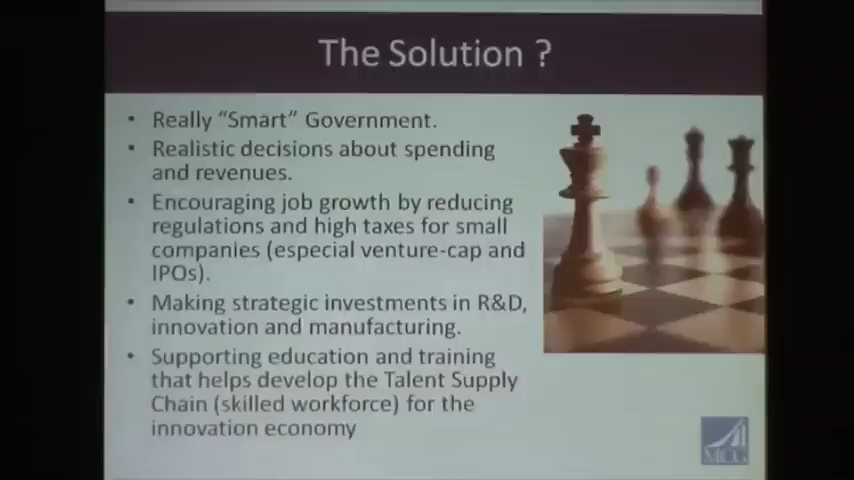 The Solution ?
• Really “Smart” Government.
• Realistic decisions about spending
and revenues.
• Encouraging job growth by reducing
regulations and high taxes for small
companies (especial venture-cap and
IPOs).
• Making strategic investments in R&D,
innovation and manufacturing.
• Supporting education and training
that helps develop the Talent Supply
Chain (skilled workforce) for the
innovation economy